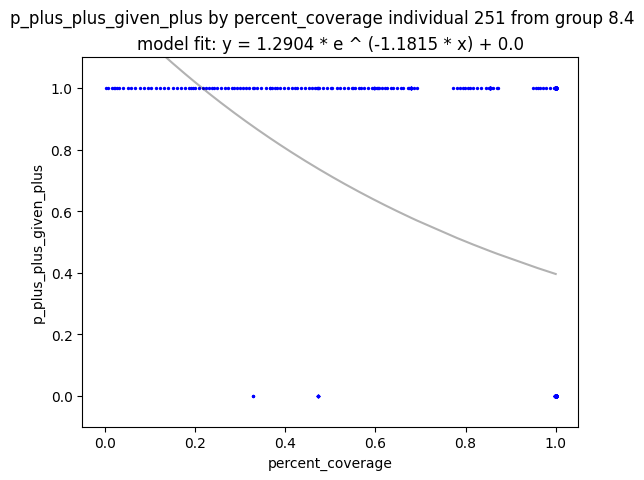 p_plus_plus_given_plus by percent_coverage individual 251 from group 8.4
model fit: y = 1.2904 * e ^ (-1.1815 * x) + 0.0
1.0
0.8
0.6
0.4
0.2
0.0
p_plus_plus_given_plus
0.0 0.2 0.4 0.6 0.8 1.0
percent_coverage